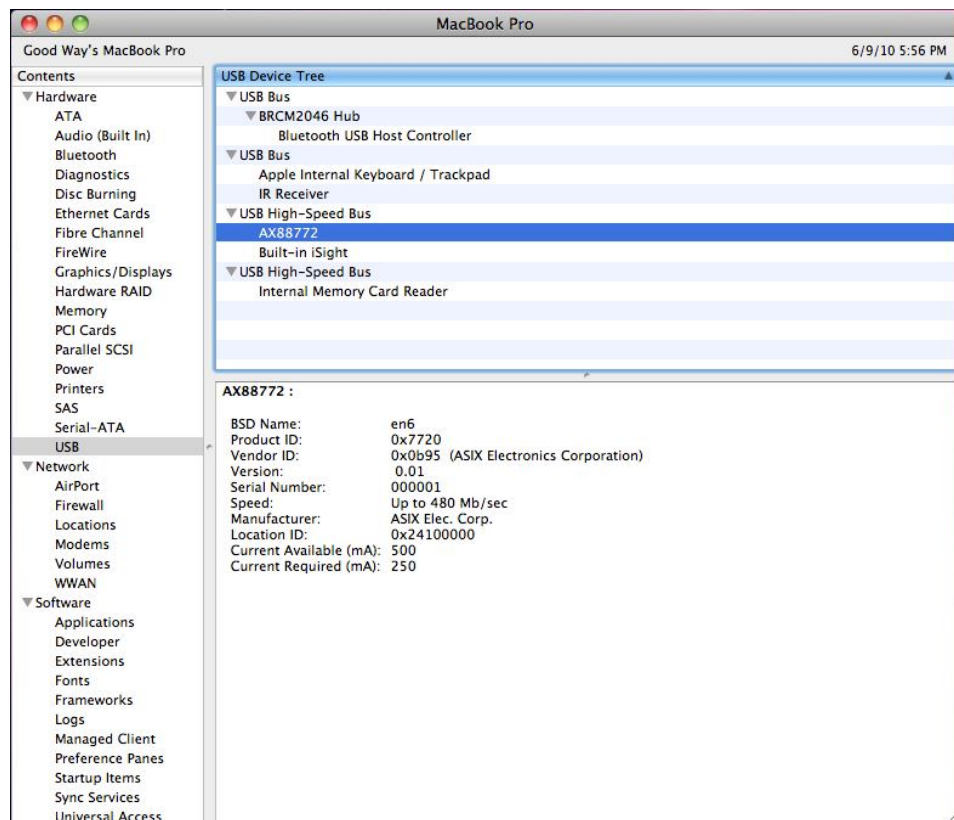 MacBook Pro
Good Way's MacBook Pro
6/9/10 5:56 PM
Contents
Hardware
ATA
Audio (Built In)
Bluetooth
Diagnostics
Disc Burning
Ethernet Cards
Fibre Channel
FireWire
Graphics/Displays
Hardware RAID
Memory
PCI Cards
Parallel SCSI
Power
Printers
SAS
Serial-ATA
USB
Network
AirPort
Firewall
Locations
Modems
Volumes
WWAN
Software
Applications
Developer
Extensions
Fonts
Frameworks
Logs
Managed Client
Preference Panes
Startup Items
Sync Services
Universal Access
USB Device Tree
USB Bus
BRCM2046 Hub
Bluetooth USB Host Controller
USB Bus
Apple Internal Keyboard / Trackpad
IR Receiver
USB High-Speed Bus
AX88772
Built-in iSight
USB High-Speed Bus
Internal Memory Card Reader
AX88772 :
BSD Name: en6
Product ID: 0x7720
Vendor ID: 0x0b95 (ASIX Electronics Corporation)
Version: 0.01
Serial Number: 000001
Speed: Up to 480 Mb/sec
Manufacturer: ASIX Elec. Corp.
Location ID: 0x24100000
Current Available (mA): 500
Current Required (mA): 250